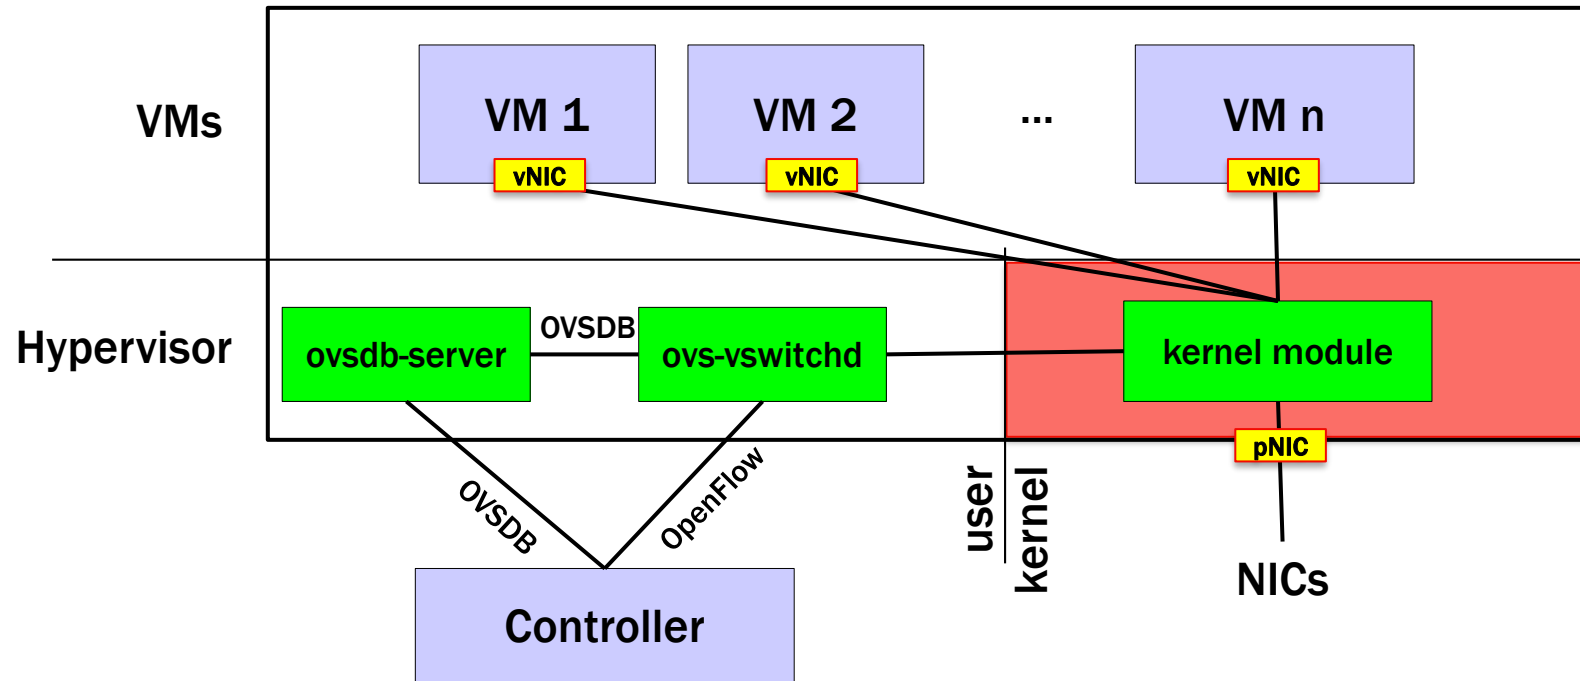 VMs
VM 1
VM 2
...
VM n
vNIC
vNIC
vNIC
Hypervisor
ovsdb-server
OVSDB
ovs-vswitchd
kernel module
pNIC
OVSDB
OpenFlow
user
kernel
NICs
Controller